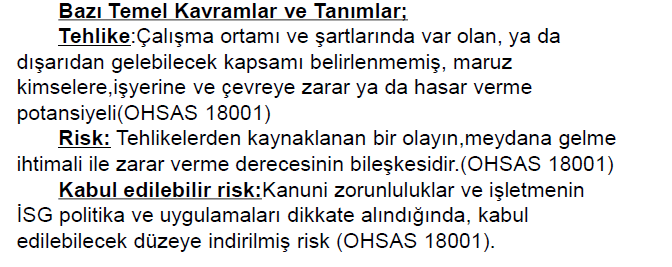 Bazı Temel Kavramlar ve Tanımlar;
Tehlike:Çalışma ortamı ve şartlarında var olan, ya da
dışarıdan gelebilecek kapsamı belirlenmemiş, maruz
kimselere,işyerine ve çevreye zarar ya da hasar verme
potansiyeli(OHSAS 18001)
Risk: Tehlikelerden kaynaklanan bir olayın,meydana gelme
ihtimali ile zarar verme derecesinin bileşkesidir.(OHSAS 18001)
Kabul edilebilir risk:Kanuni zorunluluklar ve işletmenin
İSG politika ve uygulamaları dikkate alındığında, kabul
edilebilecek düzeye indirilmiş risk (OHSAS 18001).